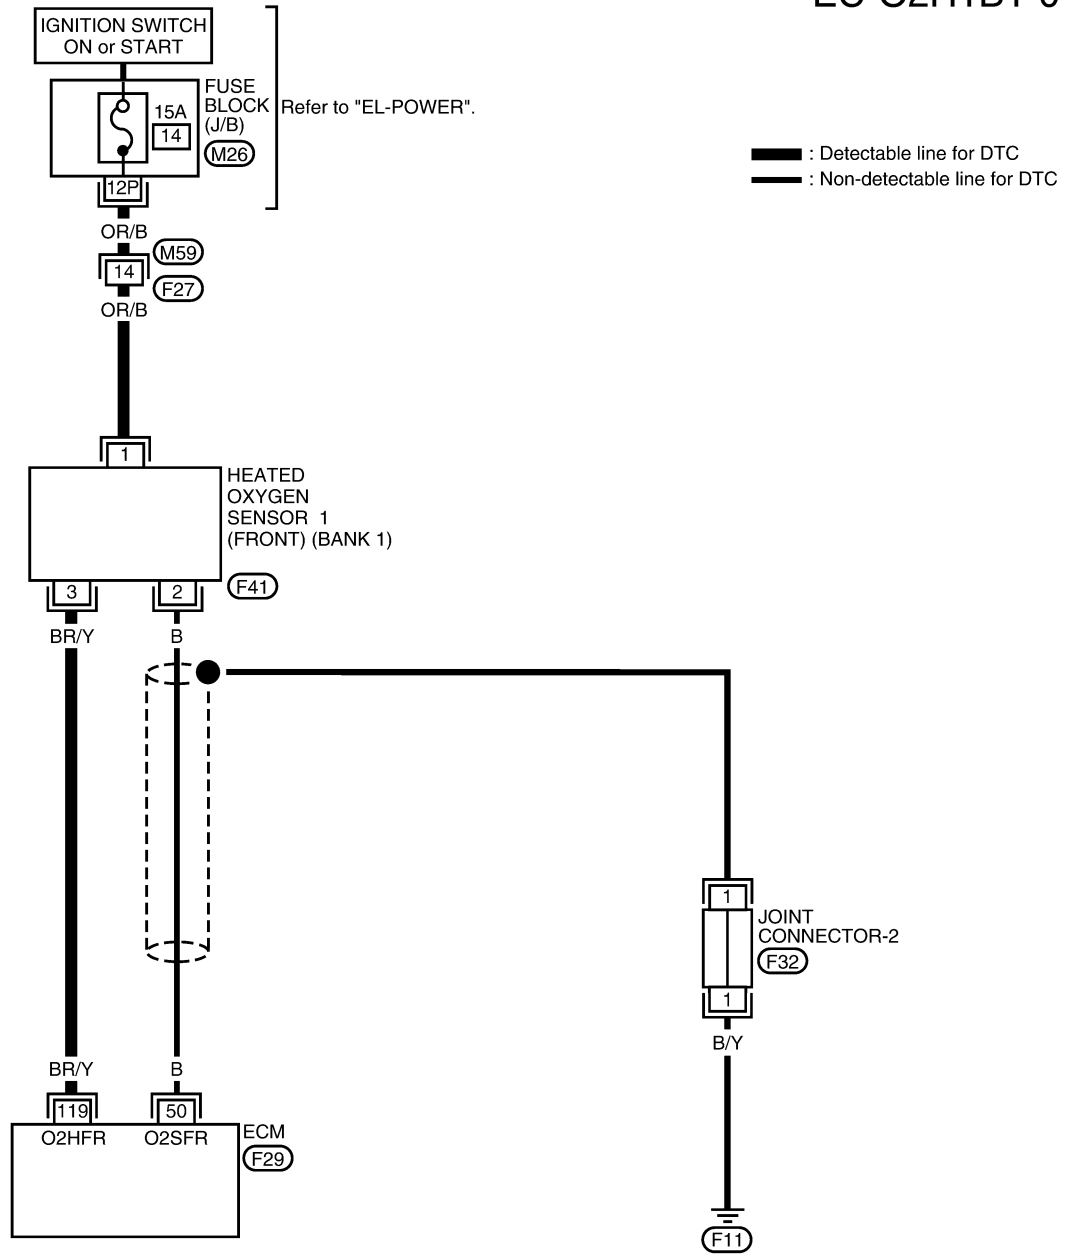 IGNITION SWITCH
ON or START
FUSE
BLOCK
(J/B)
M26
15A
14
Refer to "EL-POWER".
: Detectable line for DTC
: Non-detectable line for DTC
12P
OR/B
M59
14
F27
OR/B
1
HEATED
OXYGEN
SENSOR 1
(FRONT) (BANK 1)
F41
3
2
BR/Y
B
1
JOINT
CONNECTOR-2
F32
1
B/Y
BR/Y
B
119
50
O2HFR
O2SFR
ECM
F29
F11